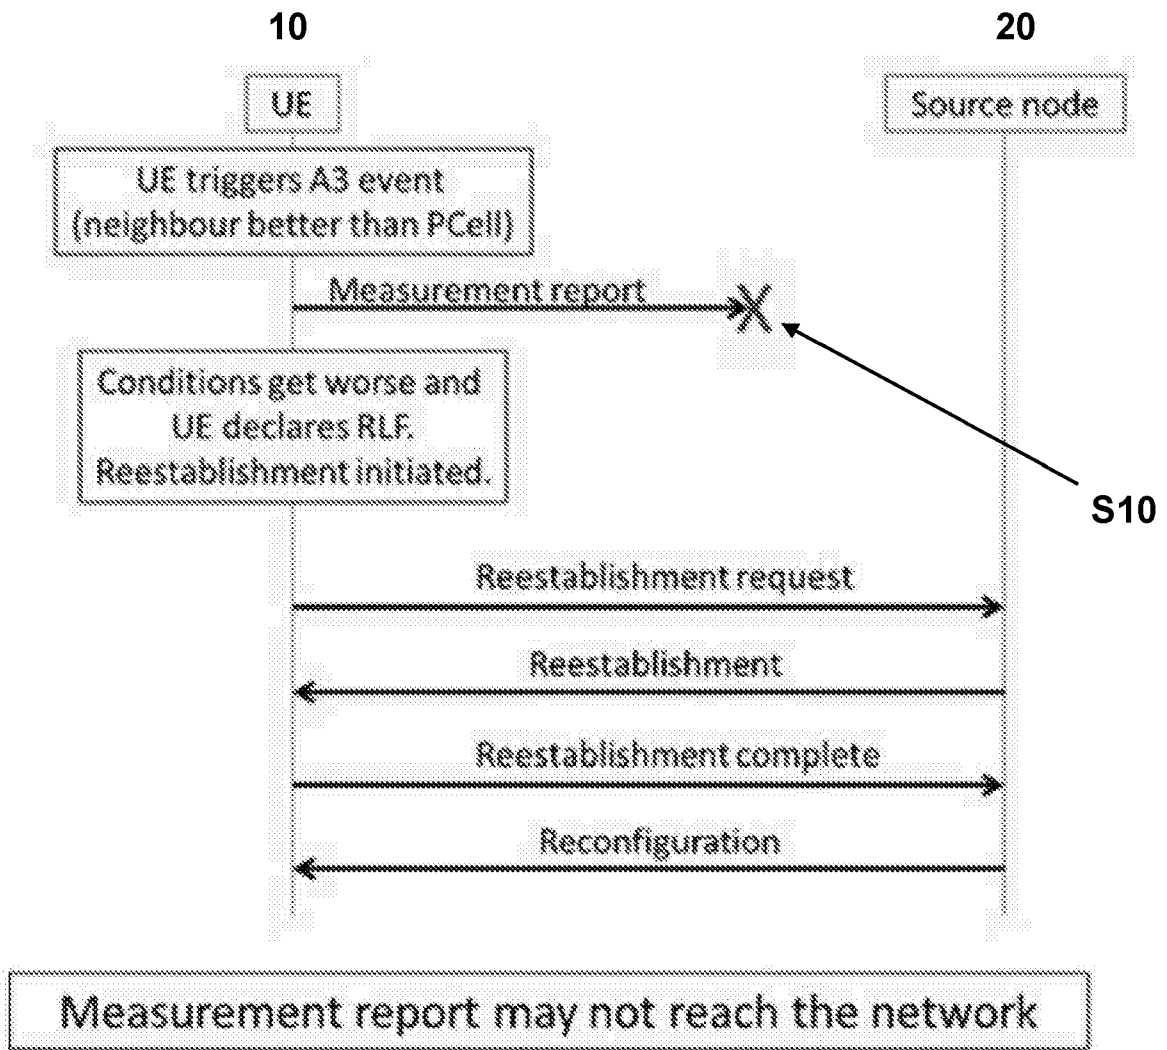 10
20
UE
Source node
UE triggers A3 event
(neighbour better than PCell)
Measurement report
X
Conditions get worse and
UE declares RLF.
Reestablishment initiated.
S10
Reestablishment request
Reestablishment
Reestablishment complete
Reconfiguration
Measurement report may not reach the network